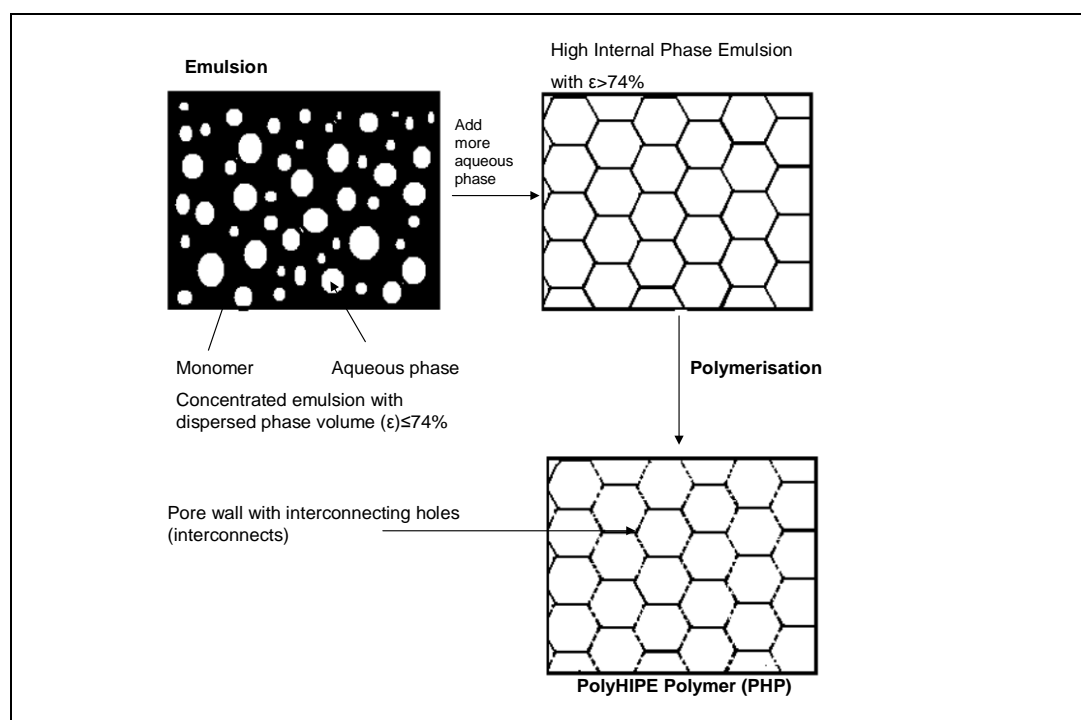 Emulsion
High Internal Phase Emulsion
with ε>74%
Add
more
aqueous
phase
Monomer
Aqueous phase
Concentrated emulsion with
dispersed phase volume (ε)≤74%
Polymerisation
Pore wall with interconnecting holes
(interconnects)
PolyHIPE Polymer (PHP)